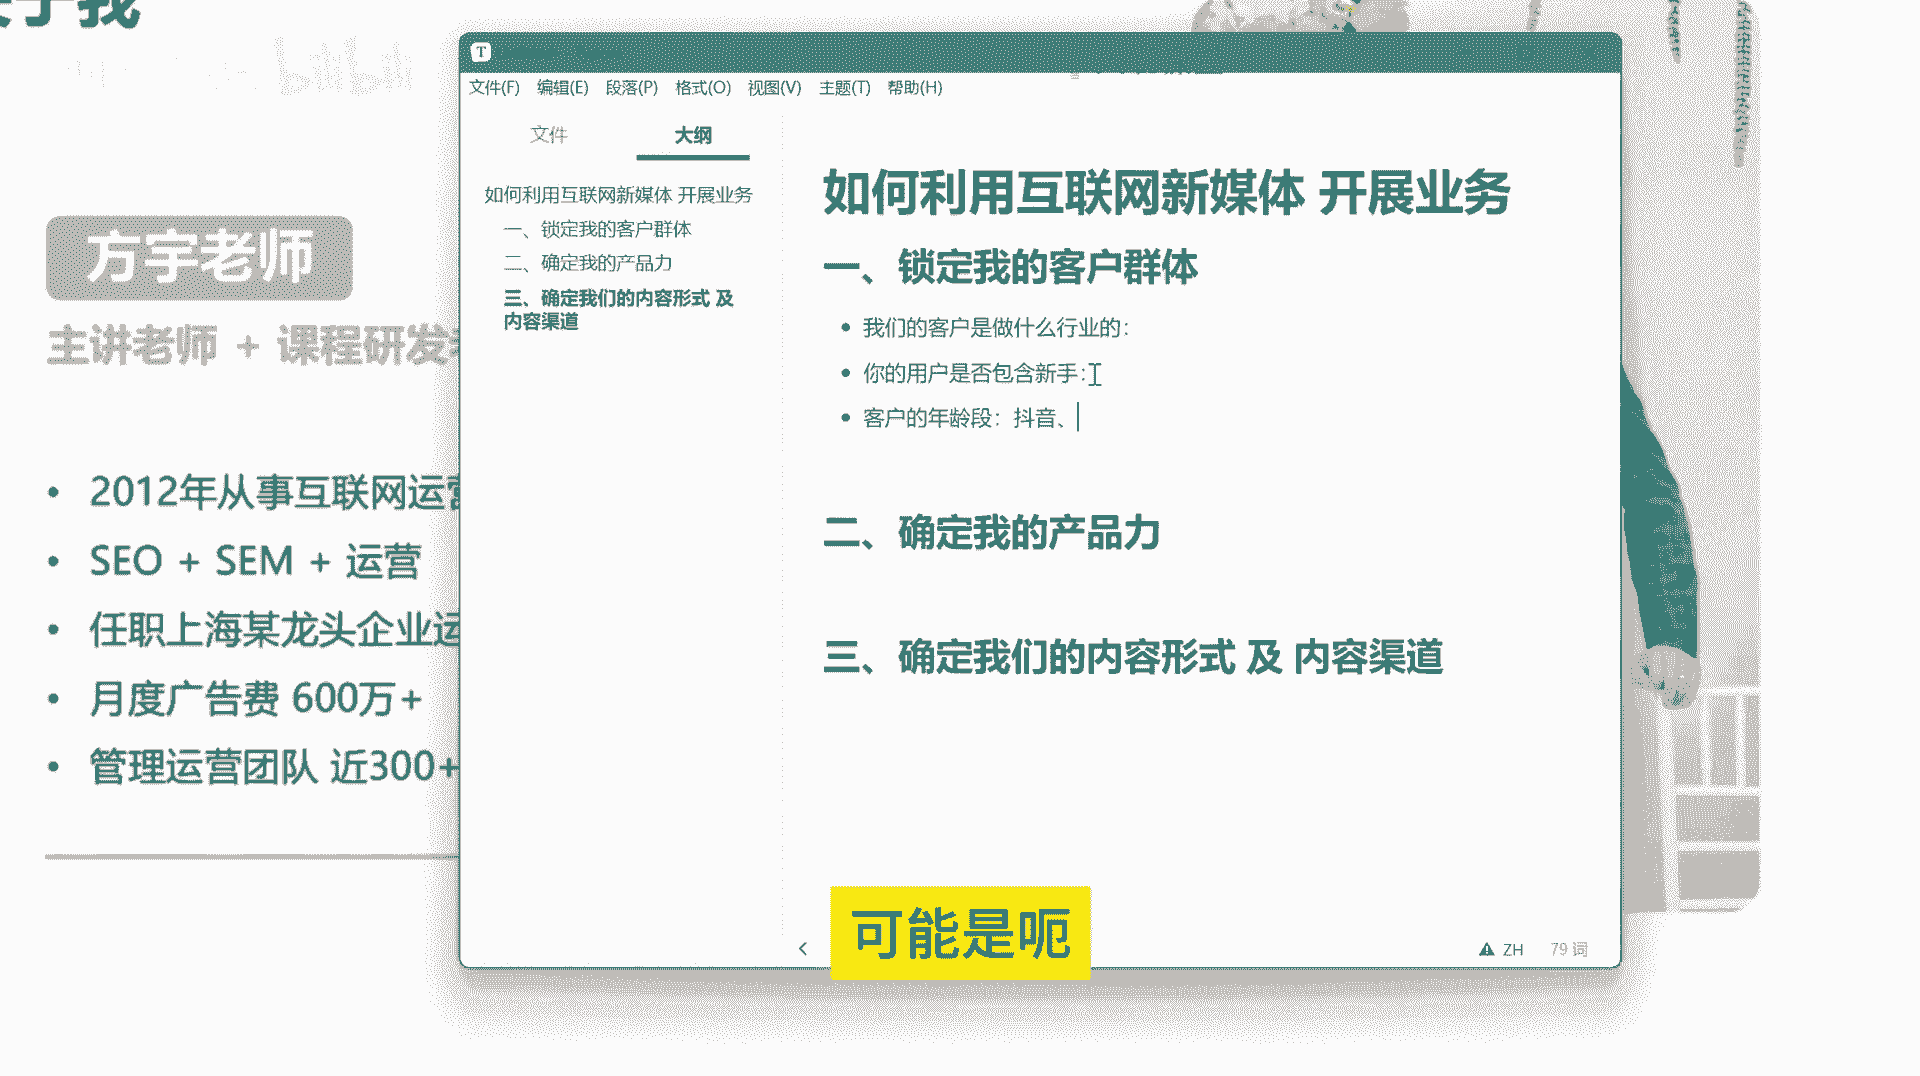 于我
bilibili
方宇老师
主讲老师 + 课程研发
2012年从事互联网运营
SEO + SEM + 运营
任职上海某龙头企业运
月度广告费 600万+
管理运营团队 近300+
T
文件(F) 编辑(E) 段落(P) 格式(O) 视图(V) 主题(T) 帮助(H)
文件 大纲
如何利用互联网新媒体 开展业务
一、锁定我的客户群体
二、确定我的产品力
三、确定我们的内容形式 及
内容渠道
如何利用互联网新媒体 开展业务
一、锁定我的客户群体
我们的客户是做什么行业的：
你的用户是否包含新手：
客户的年龄段：抖音、
二、确定我的产品力
三、确定我们的内容形式 及 内容渠道
可能是呃
ZH 79 词